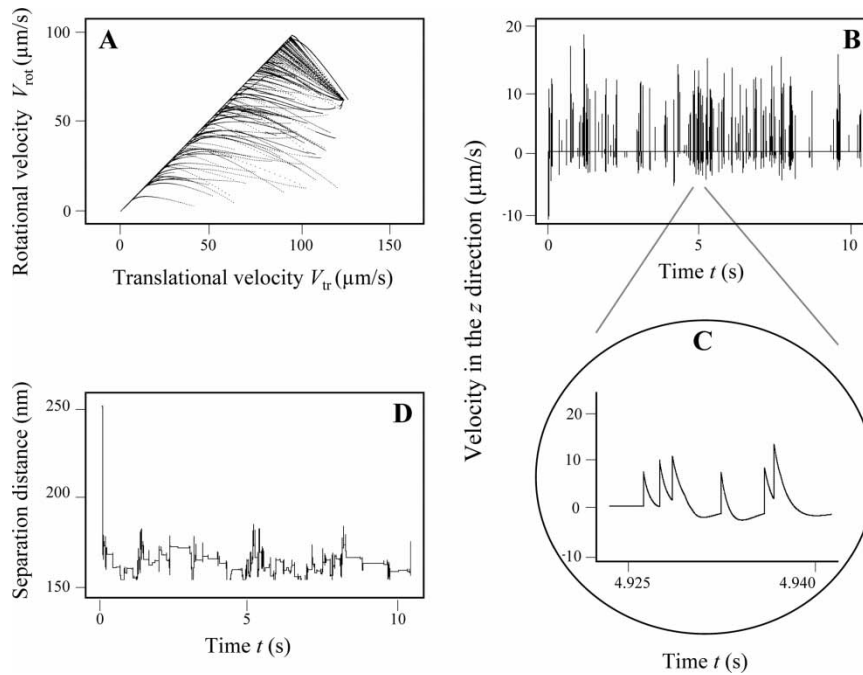 A
Rotational velocity V_rot (µm/s)
100
50
0
0 50 100 150
Translational velocity V_tr (µm/s)
B
Velocity in the z direction (µm/s)
20
10
0
-10
0 5 10
Time t (s)
C
20
10
0
-10
4.925 4.940
Time t (s)
D
Separation distance (nm)
250
200
150
0 5 10
Time t (s)